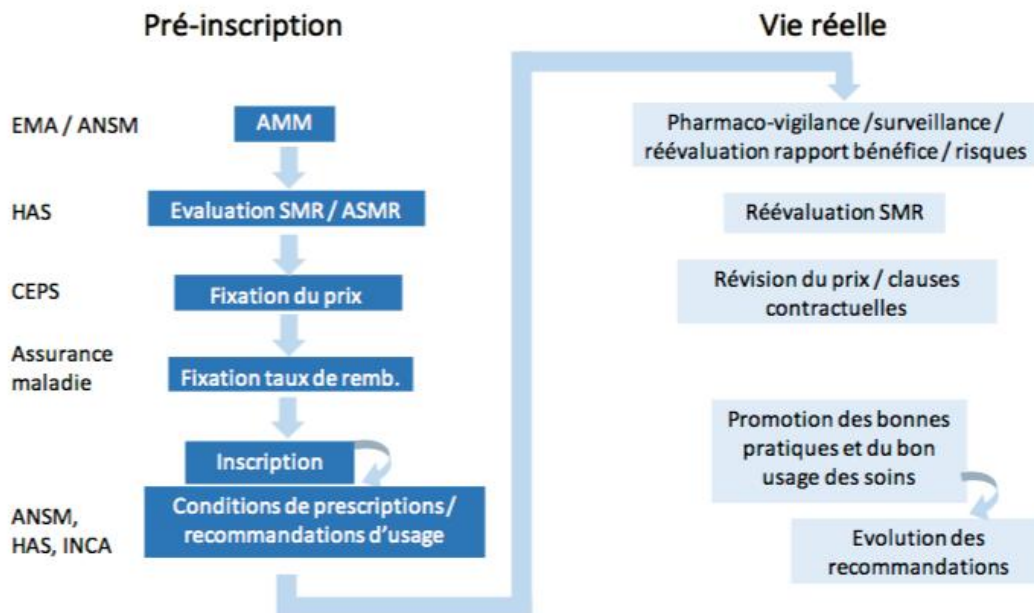 Pré-inscription
Vie réelle
EMA / ANSM
AMM
Pharmaco-vigilance /surveillance /
réévaluation rapport bénéfice / risques
HAS
Evaluation SMR / ASMR
Réévaluation SMR
CEPS
Fixation du prix
Révision du prix / clauses
contractuelles
Assurance
maladie
Fixation taux de remb.
Inscription
Promotion des bonnes
pratiques et du bon
usage des soins
ANSM,
HAS, INCA
Conditions de prescriptions/
recommandations d'usage
Evolution des
recommandations